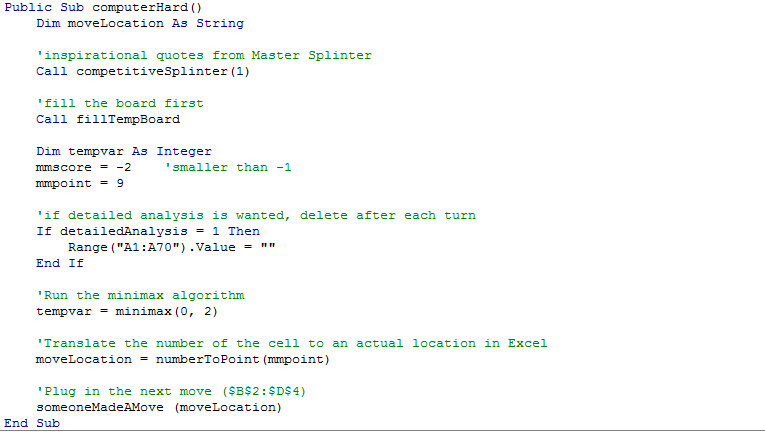 Public Sub computerHard()
    Dim moveLocation As String

    'inspirational quotes from Master Splinter
    Call competitiveSplinter(1)

    'fill the board first
    Call fillTempBoard

    Dim tempvar As Integer
    mmscore = -2    'smaller than -1
    mmpoint = 9

    'if detailed analysis is wanted, delete after each turn
    If detailedAnalysis = 1 Then
        Range("A1:A70").Value = ""
    End If

    'Run the minimax algorithm
    tempvar = minimax(0, 2)

    'Translate the number of the cell to an actual location in Excel
    moveLocation = numberToPoint(mmpoint)

    'Plug in the next move ($B$2:$D$4)
    someoneMadeAMove (moveLocation)
End Sub